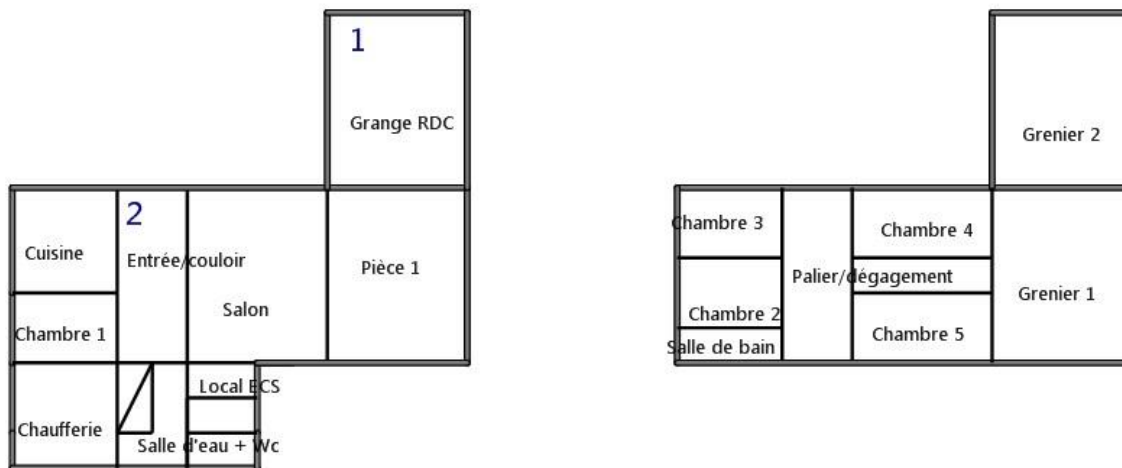 1
Grange RDC
2
Cuisine
Entrée/couloir
Pièce 1
Salon
Chambre 1
Local ECS
Chaufferie
Salle d'eau + Wc
Grenier 2
Chambre 3
Chambre 4
Palier/dégagement
Grenier 1
Chambre 2
Chambre 5
Salle de bain